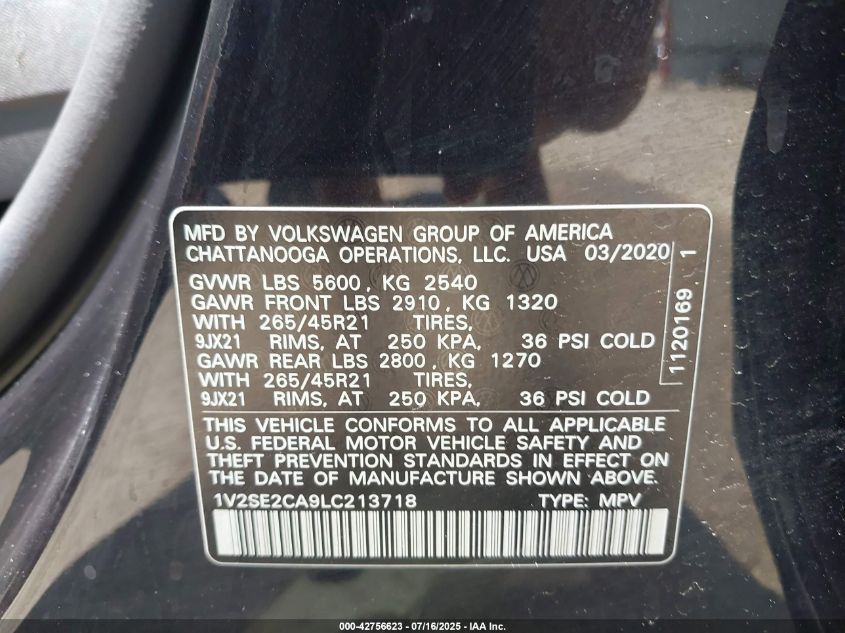 MFD BY VOLKSWAGEN GROUP OF AMERICA
CHATTANOOGA OPERATIONS, LLC. USA 03/2020
GVWR LBS 5600, KG 2540
GAWR FRONT LBS 2910, KG 1320
WITH 265/45R21 TIRES,
9JX21 RIMS, AT 250 KPA, 36 PSI COLD
GAWR REAR LBS 2800, KG 1270
WITH 265/45R21 TIRES,
9JX21 RIMS, AT 250 KPA, 36 PSI COLD
1120169 1
THIS VEHICLE CONFORMS TO ALL APPLICABLE
U.S. FEDERAL MOTOR VEHICLE SAFETY AND
THEFT PREVENTION STANDARDS IN EFFECT ON
THE DATE OF MANUFACTURE SHOWN ABOVE.
1V2SE2CA9LC213718 TYPE: MPV
000-42756623 - 07/16/2025 - IAA Inc.